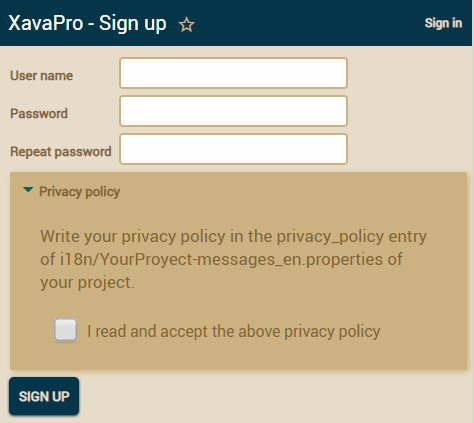 XavaPro - Sign up ☆ Sign in
User name
Password
Repeat password
Privacy policy
Write your privacy policy in the privacy_policy entry
of i18n/YourProyect-messages_en.properties of
your project.
I read and accept the above privacy policy
SIGN UP